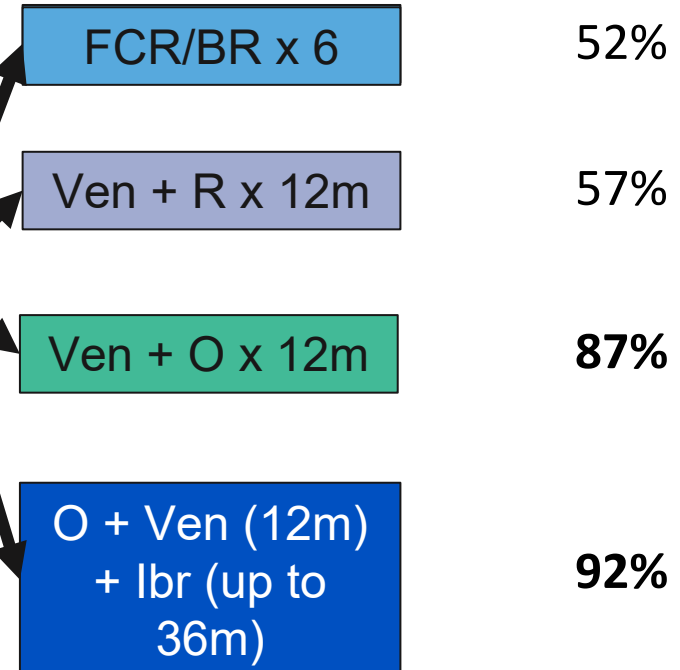 FCR/BR x 6
52%
Ven + R x 12m
57%
Ven + O x 12m
87%
O + Ven (12m)
+ Ibr (up to
36m)
92%